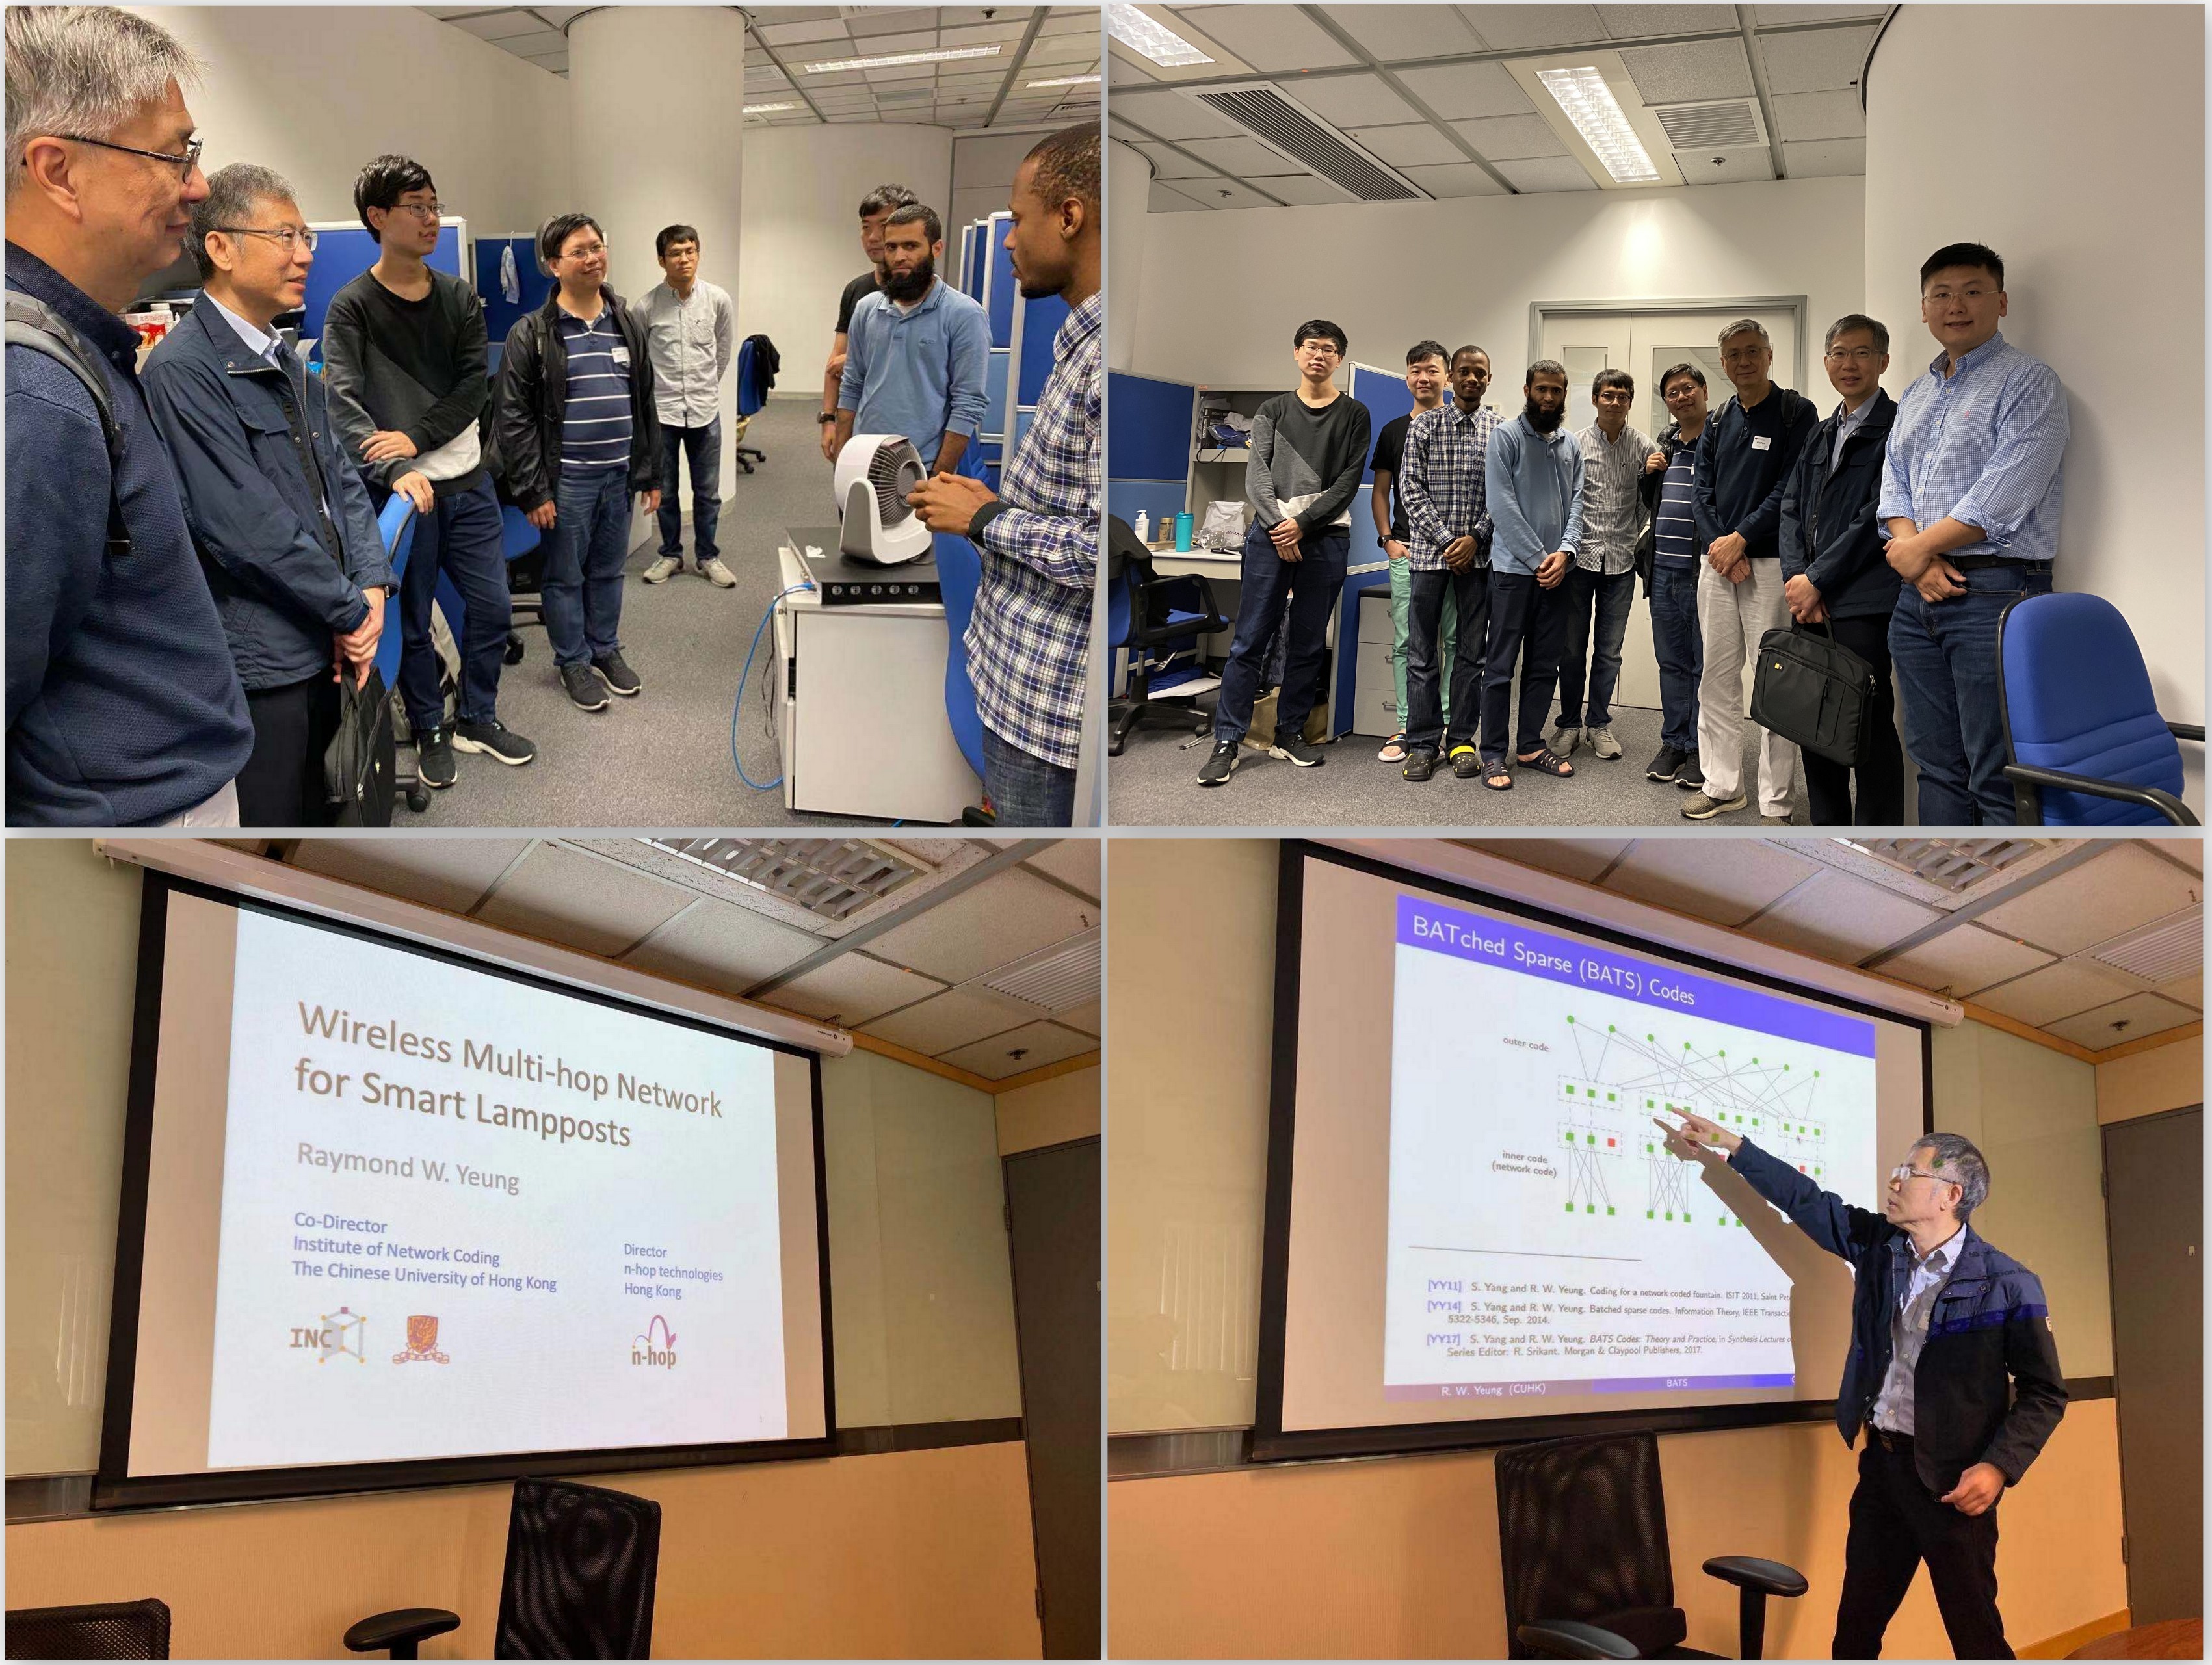 Wireless Multi-hop Network
for Smart Lampposts
Raymond W. Yeung
Co-Director
Institute of Network Coding
The Chinese University of Hong Kong
Director
n-hop technologies
Hong Kong
INC
n-hop
BATched Sparse (BATS) Codes
outer code
inner code
(network code)
[YY11] S. Yang and R. W. Yeung. Coding for a network coded fountain. ISIT 2011, Saint
[YY14] S. Yang and R. W. Yeung. Batched sparse codes. Information Theory, IEEE
5322-5346, Sep. 2014.
[YY17] S. Yang and R. W. Yeung. BATS Codes: Theory and Practice, in Synthesis Lectures
Series Editor: R. Srikant. Morgan & Claypool Publishers, 2017.
R. W. Yeung (CUHK)
BATS